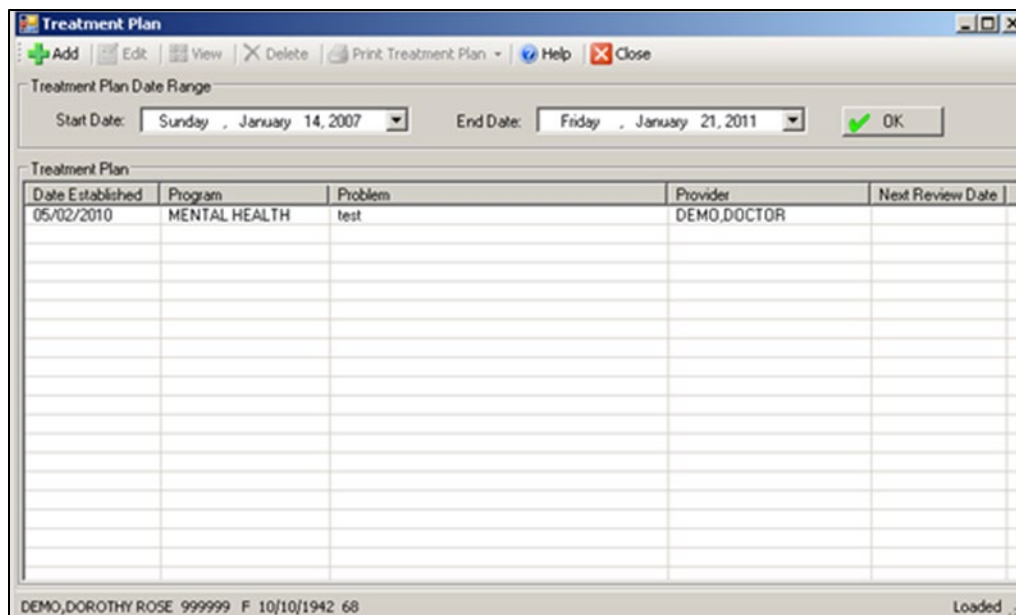 Treatment Plan
Add Edit View Delete Print Treatment Plan Help Close
Treatment Plan Date Range
Start Date: Sunday , January 14, 2007 End Date: Friday , January 21, 2011 OK
Treatment Plan
Date Established Program Problem Provider Next Review Date
05/02/2010 MENTAL HEALTH test DEMO,DOCTOR
DEMO,DOROTHY ROSE 999999 F 10/10/1942 68 Loaded